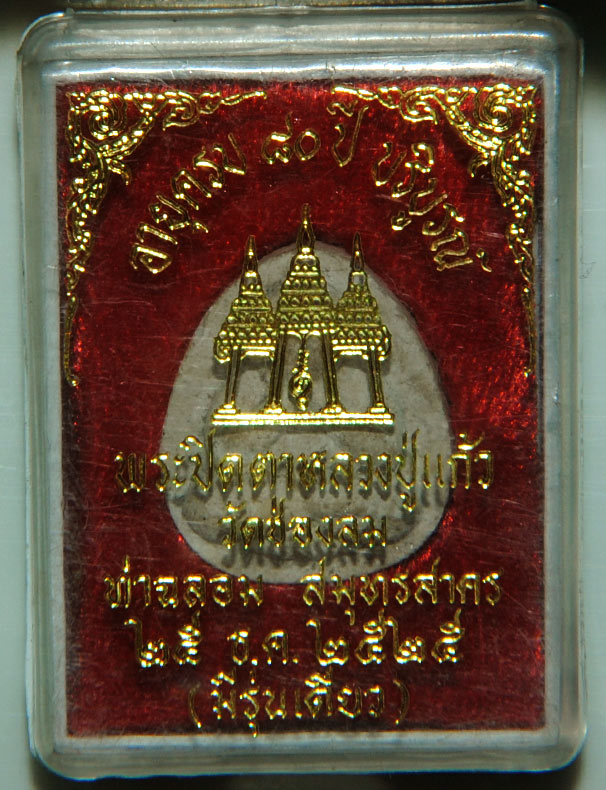 อายุครบ ๘๐ ปี บริบูรณ์
พระปิดตาหลวงปู่แก้ว
วัดช่องลม
ท่าฉลอม สมุทรสาคร
๒๕ ธ.ค. ๒๕๒๕
(มีรุ่นเดียว)